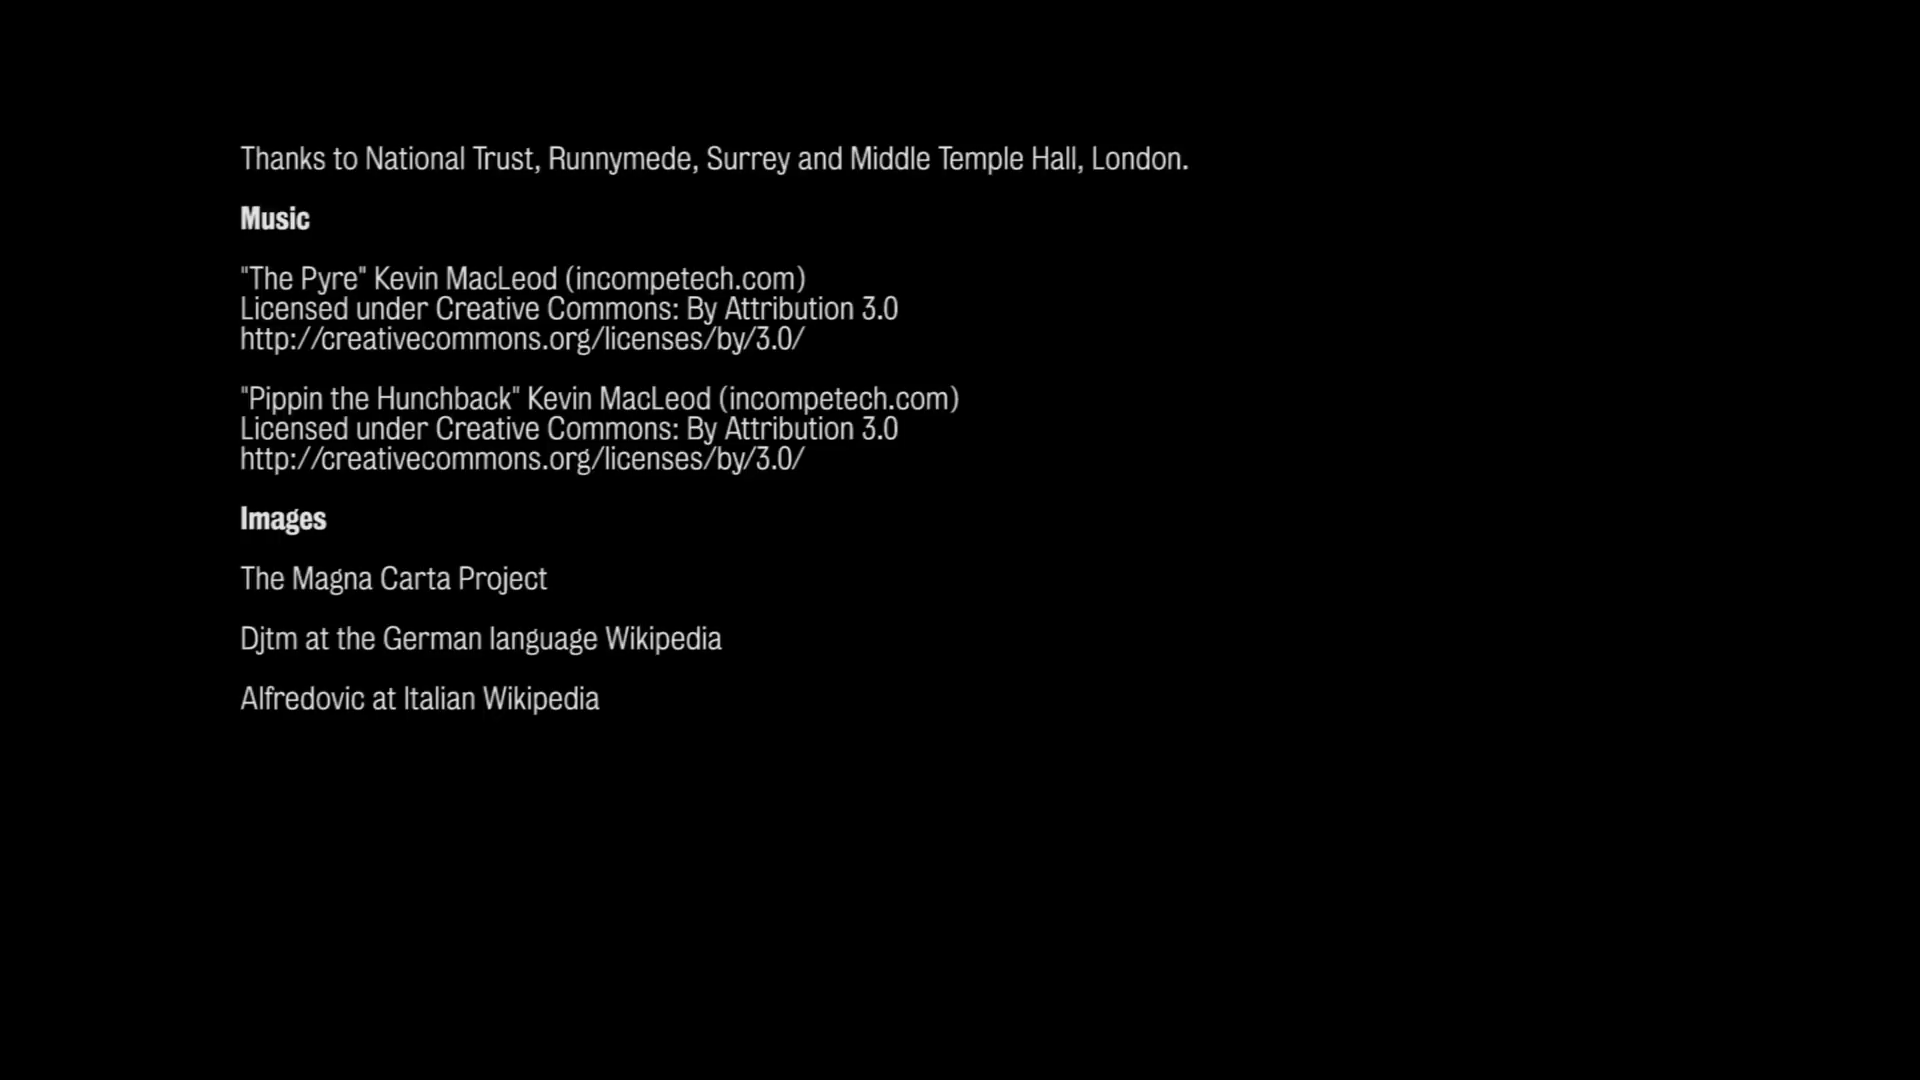 Thanks to National Trust, Runnymede, Surrey and Middle Temple Hall, London.
Music
"The Pyre" Kevin MacLeod (incompetech.com)
Licensed under Creative Commons: By Attribution 3.0
http://creativecommons.org/licenses/by/3.0/
"Pippin the Hunchback" Kevin MacLeod (incompetech.com)
Licensed under Creative Commons: By Attribution 3.0
http://creativecommons.org/licenses/by/3.0/
Images
The Magna Carta Project
Djtm at the German language Wikipedia
Alfredovic at Italian Wikipedia